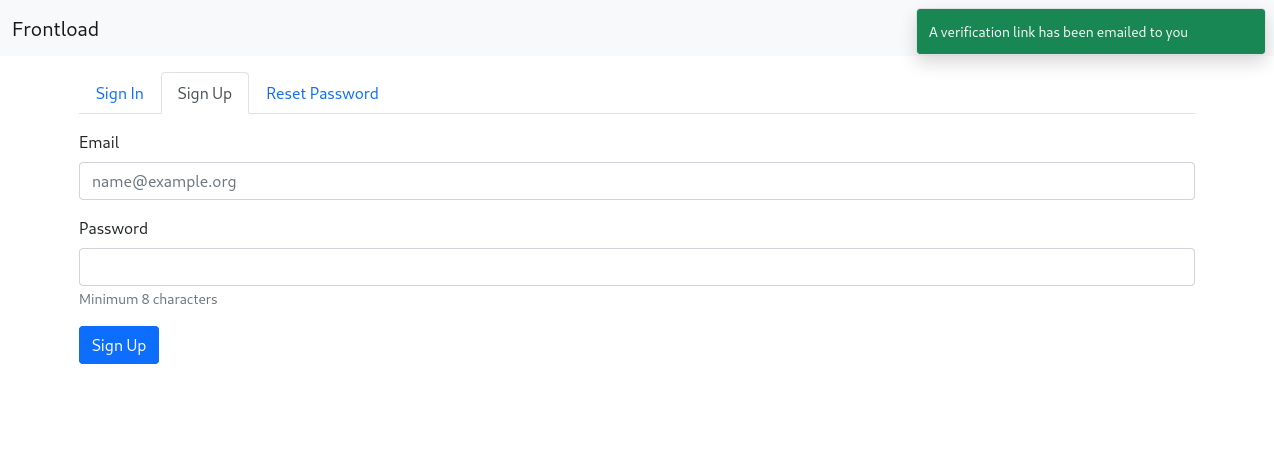 Frontload
A verification link has been emailed to you
Sign In Sign Up Reset Password
Email
name@example.org
Password
Minimum 8 characters
Sign Up